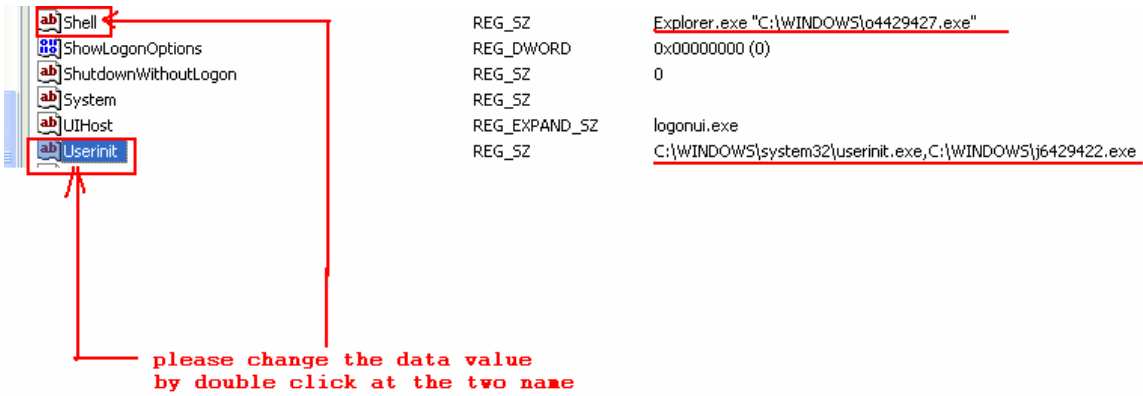 Shell REG_SZ Explorer.exe "C:\WINDOWS\o4429427.exe"
ShowLogonOptions REG_DWORD 0x00000000 (0)
ShutdownWithoutLogon REG_SZ 0
System REG_SZ
UIHost REG_EXPAND_SZ logonui.exe
Userinit REG_SZ C:\WINDOWS\system32\userinit.exe,C:\WINDOWS\j6429422.exe
please change the data value
by double click at the two name